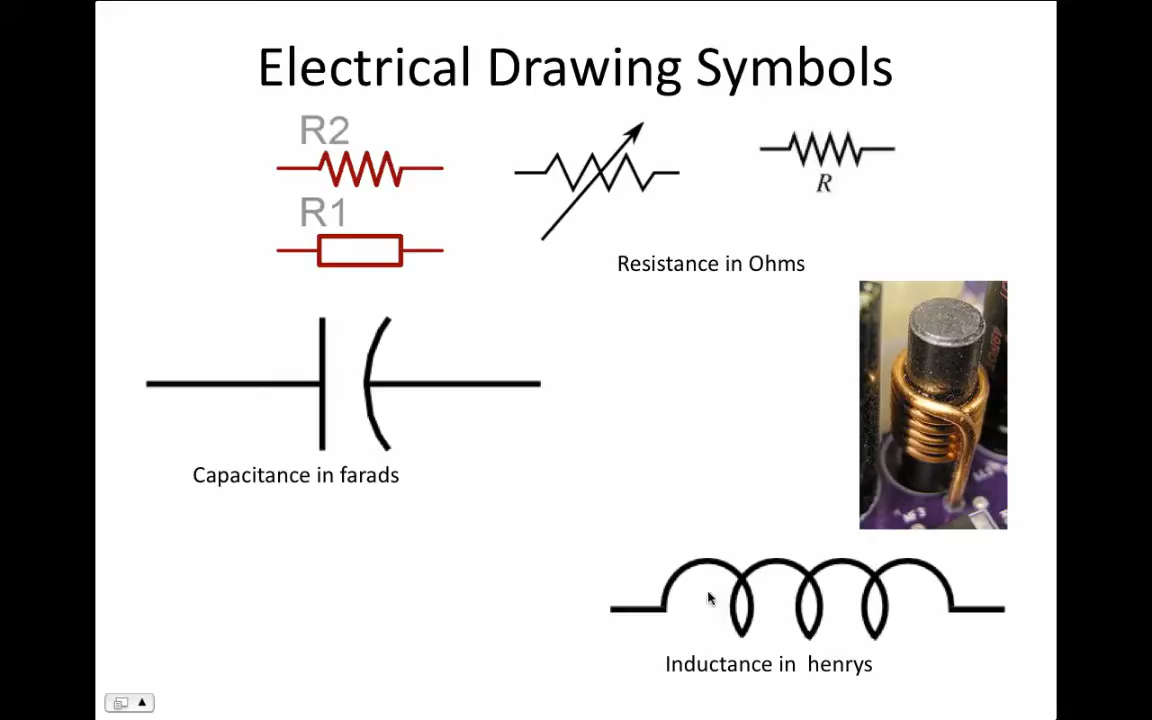 Electrical Drawing Symbols
R2
R1
R
Resistance in Ohms
Capacitance in farads
Inductance in henrys